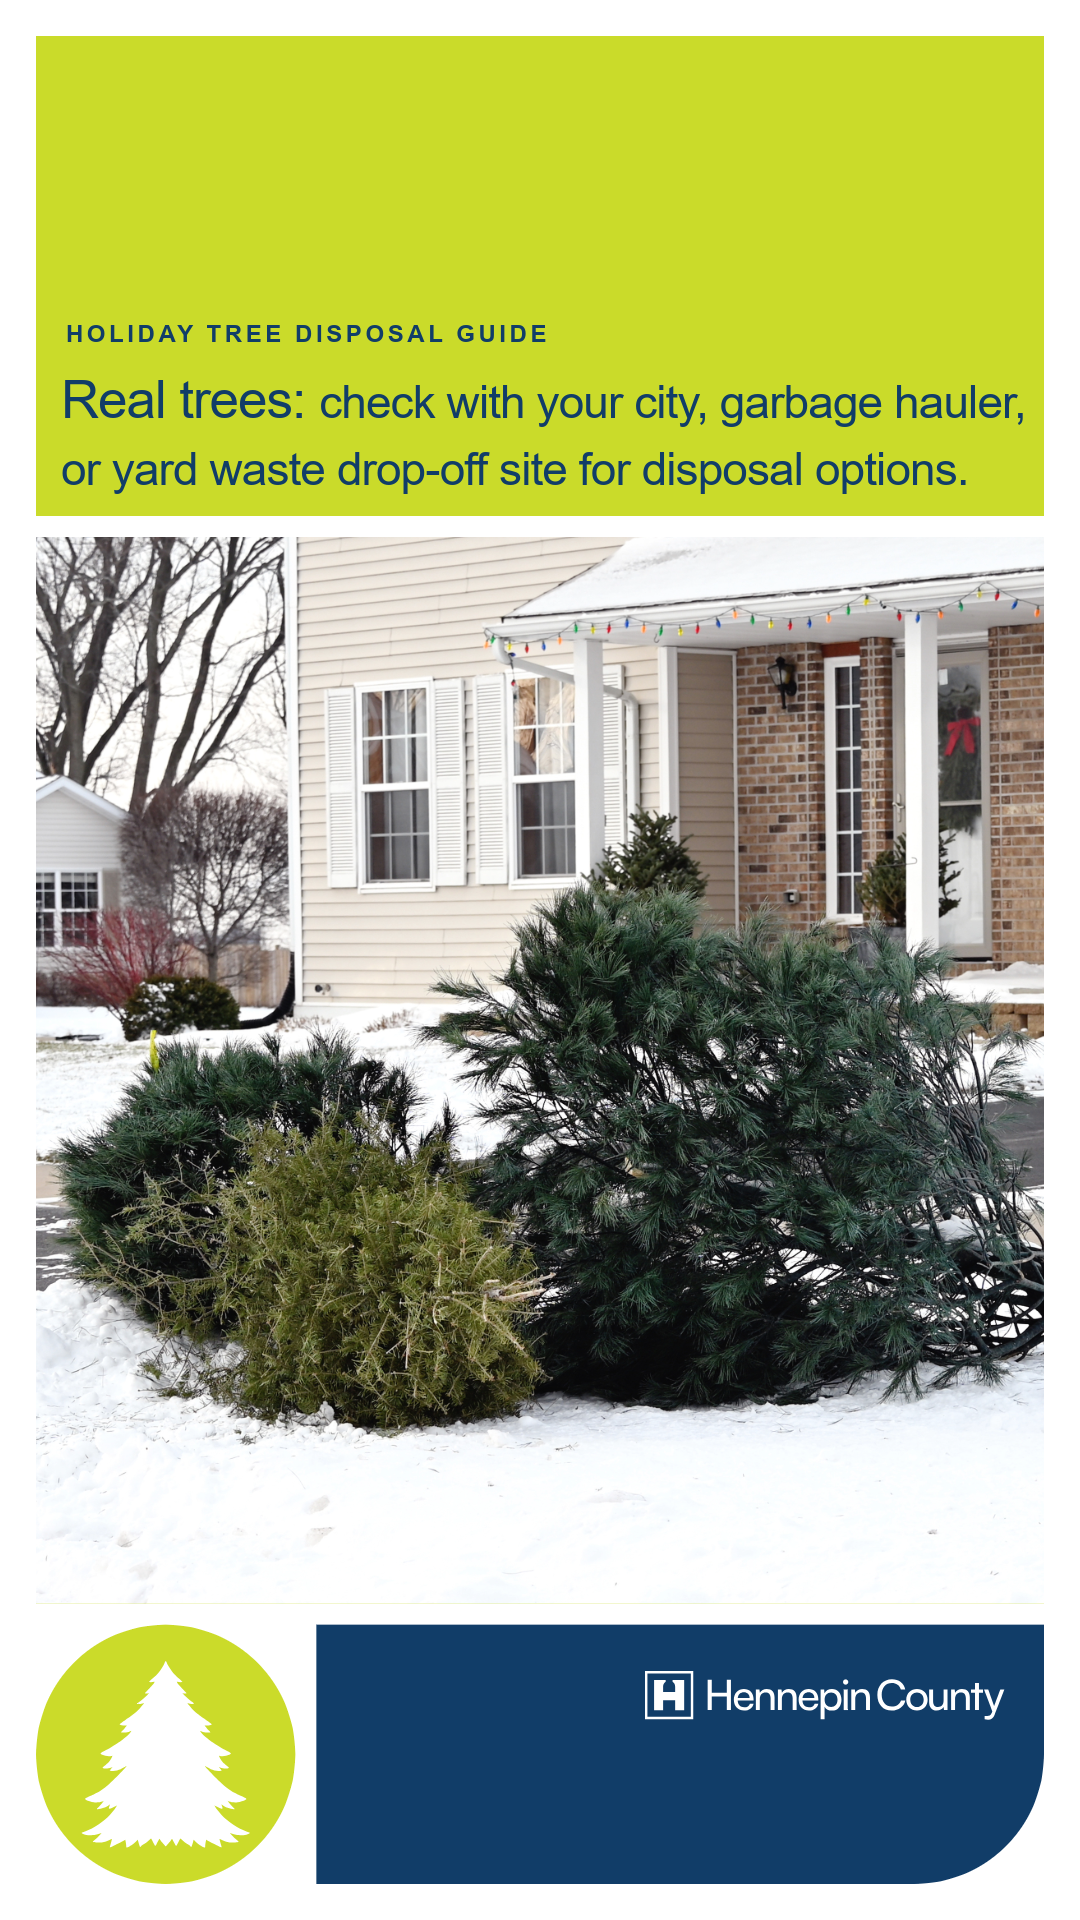 HOLIDAY TREE DISPOSAL GUIDE
Real trees: check with your city, garbage hauler,
or yard waste drop-off site for disposal options.
Hennepin County